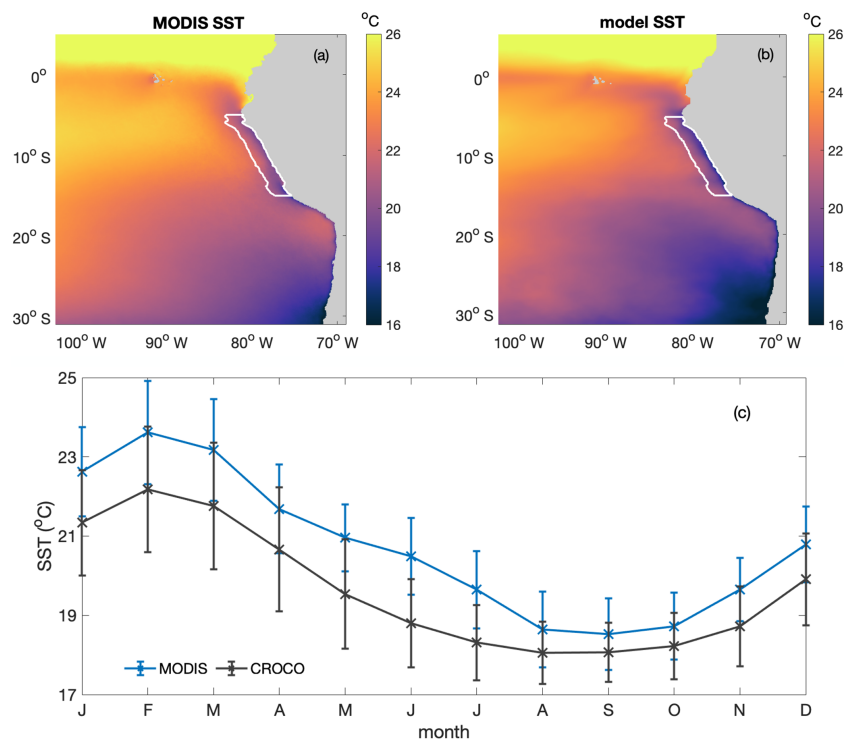 MODIS SST
°C
model SST
°C
(a)
(b)
26
24
22
20
18
16
26
24
22
20
18
16
0°
10° S
20° S
30° S
0°
10° S
20° S
30° S
100° W
90° W
80° W
70° W
100° W
90° W
80° W
70° W
(c)
SST (°C)
25
23
21
19
17
MODIS
CROCO
J
F
M
A
M
J
J
A
S
O
N
D
month